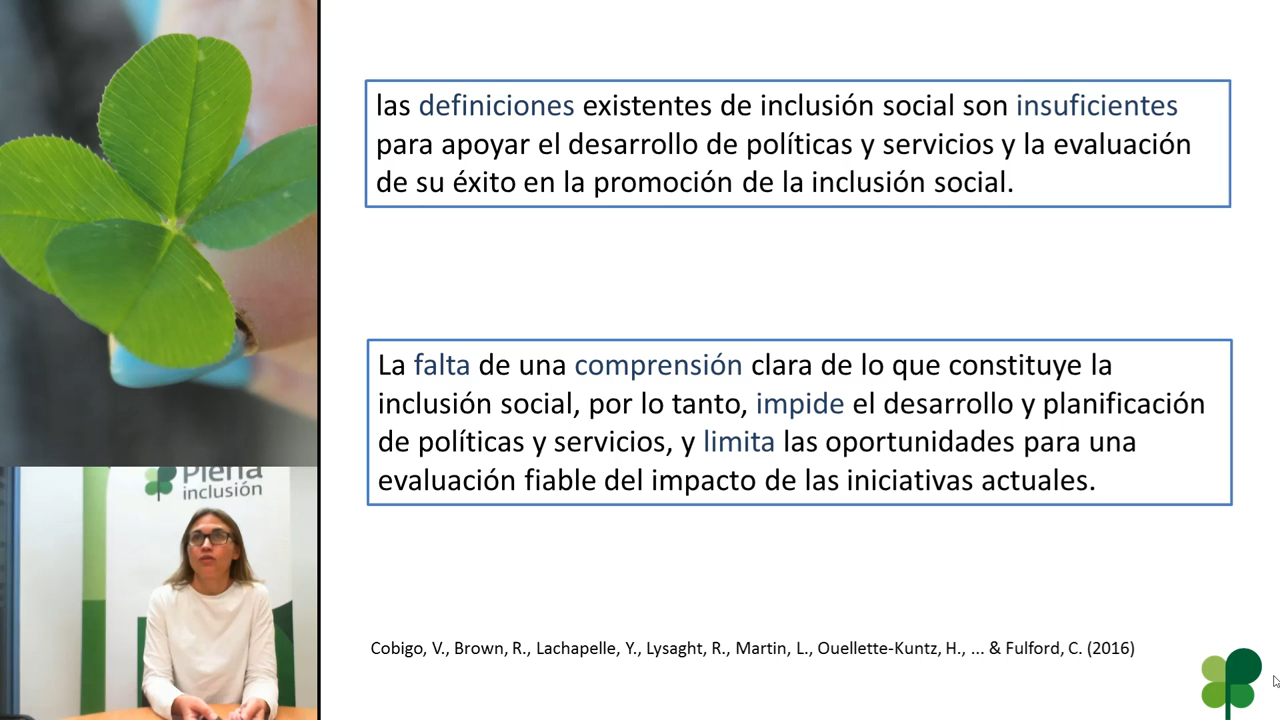 las definiciones existentes de inclusión social son insuficientes
para apoyar el desarrollo de políticas y servicios y la evaluación
de su éxito en la promoción de la inclusión social.
La falta de una comprensión clara de lo que constituye la
inclusión social, por lo tanto, impide el desarrollo y planificación
de políticas y servicios, y limita las oportunidades para una
evaluación fiable del impacto de las iniciativas actuales.
Plena
inclusión
Cobigo, V., Brown, R., Lachapelle, Y., Lysaght, R., Martin, L., Ouellette-Kuntz, H., ... & Fulford, C. (2016)